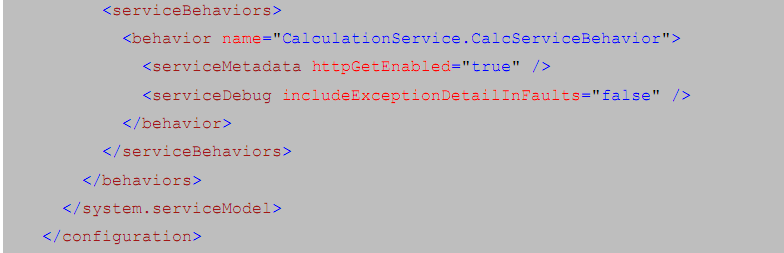 <serviceBehaviors>
<behavior name="CalculationService.CalcServiceBehavior">
<serviceMetadata httpGetEnabled="true" />
<serviceDebug includeExceptionDetailInFaults="false" />
</behavior>
</serviceBehaviors>
</behaviors>
</system.serviceModel>
</configuration>